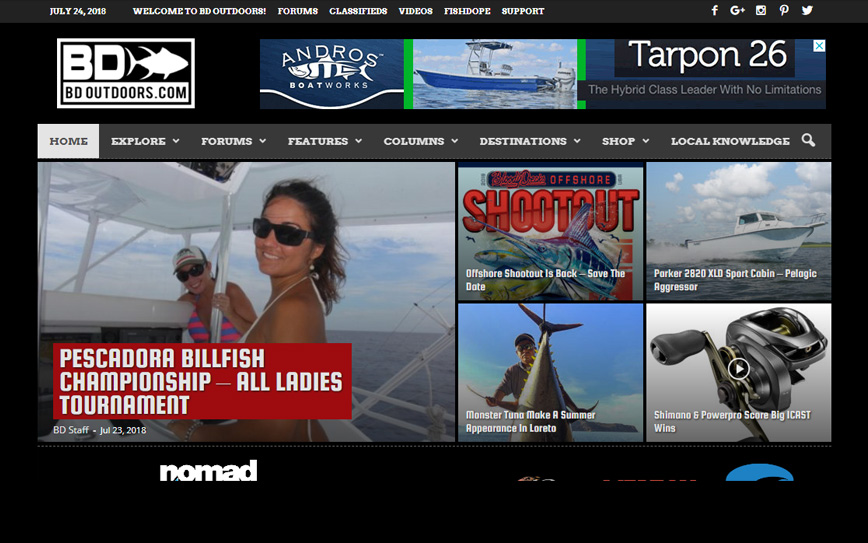 JULY 24, 2018
WELCOME TO BD OUTDOORS!
FORUMS
CLASSIFIEDS
VIDEOS
FISHDOPE
SUPPORT
f
G+
BD
BD OUTDOORS.COM
ANDROS
BOATWORKS
Tarpon 26
The Hybrid Class Leader With No Limitations
HOME
EXPLORE
FORUMS
FEATURES
COLUMNS
DESTINATIONS
SHOP
LOCAL KNOWLEDGE
OFFSHORE
SHOOTOUT
Offshore Shootout Is Back – Save The
Date
Parker 2820 XLD Sport Cabin – Pelagic
Aggressor
PESCADORA BILLFISH
CHAMPIONSHIP – ALL LADIES
TOURNAMENT
BD Staff - Jul 23, 2018
Monster Tuna Make A Summer
Appearance In Loreto
Shimano & Powerpro Score Big ICAST
Wins
nomad